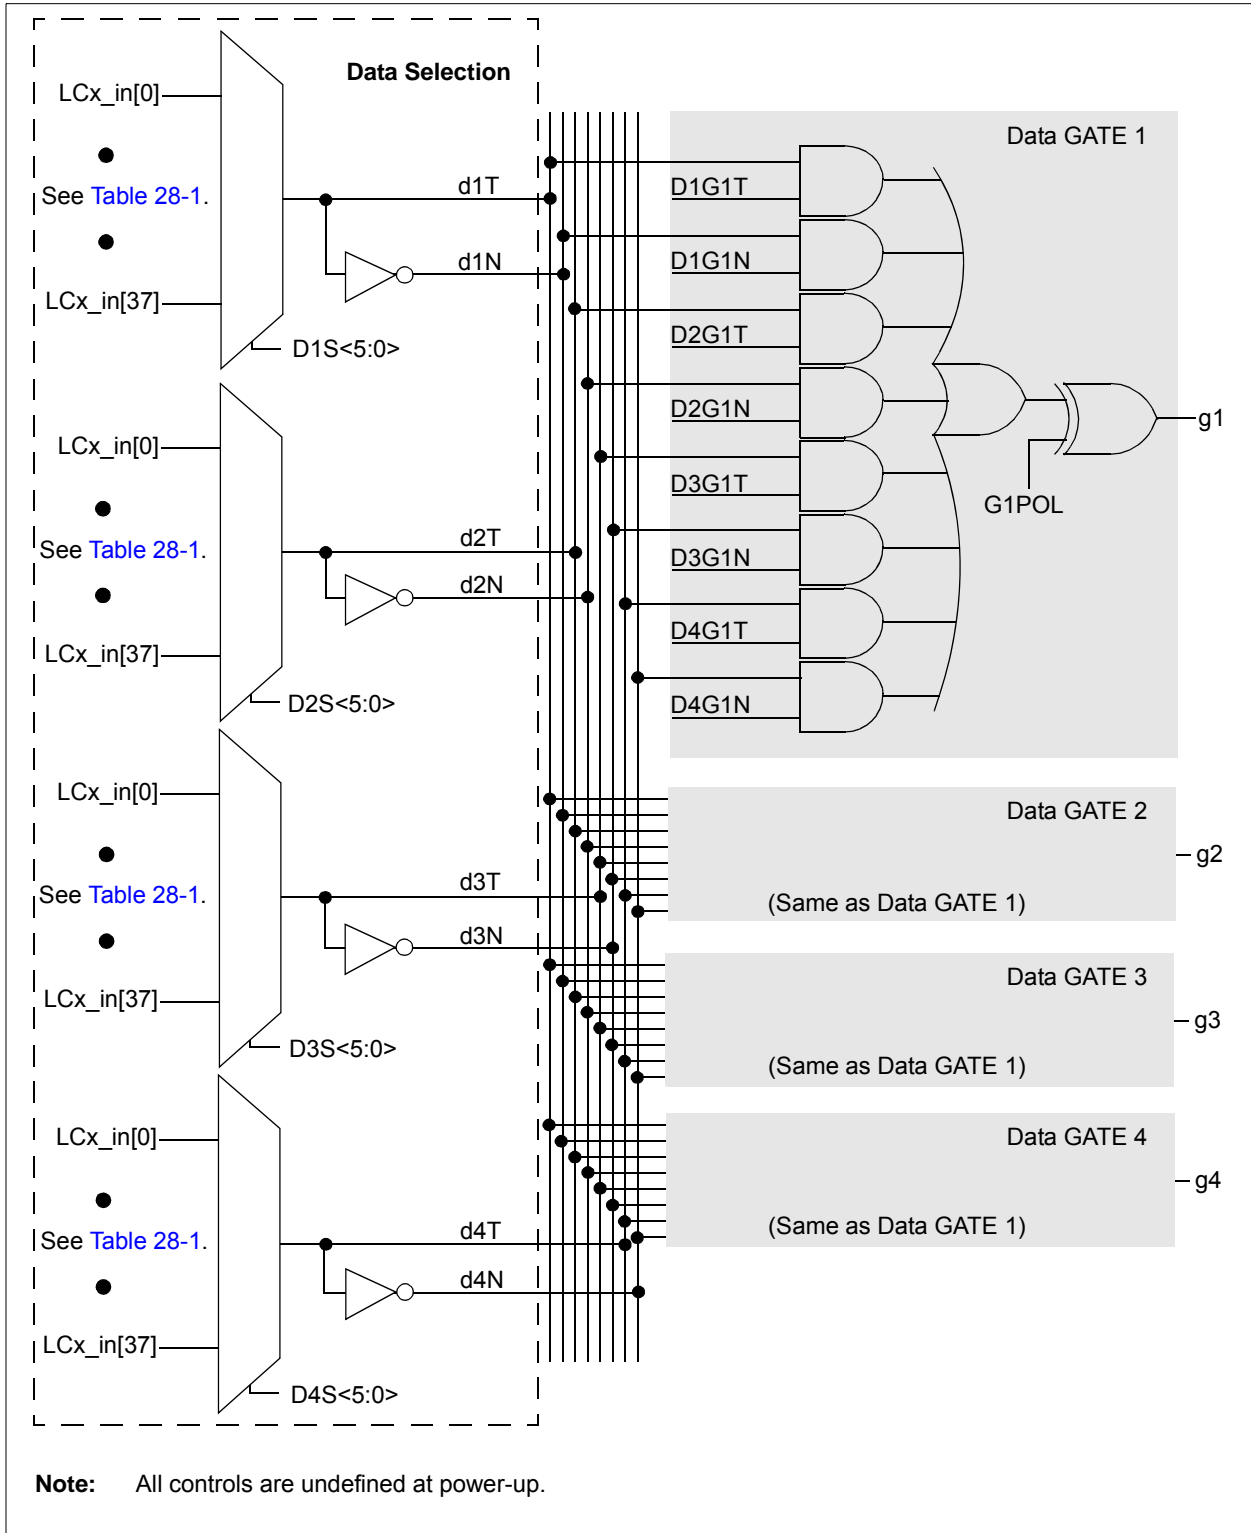 Data Selection
LCx_in[0]
See Table 28-1.
LCx_in[37]
D1S<5:0>
d1T
d1N
LCx_in[0]
See Table 28-1.
LCx_in[37]
D2S<5:0>
d2T
d2N
LCx_in[0]
See Table 28-1.
LCx_in[37]
D3S<5:0>
d3T
d3N
LCx_in[0]
See Table 28-1.
LCx_in[37]
D4S<5:0>
d4T
d4N
Data GATE 1
D1G1T
D1G1N
D2G1T
D2G1N
D3G1T
D3G1N
D4G1T
D4G1N
G1POL
g1
Data GATE 2
(Same as Data GATE 1)
g2
Data GATE 3
(Same as Data GATE 1)
g3
Data GATE 4
(Same as Data GATE 1)
g4
Note: All controls are undefined at power-up.